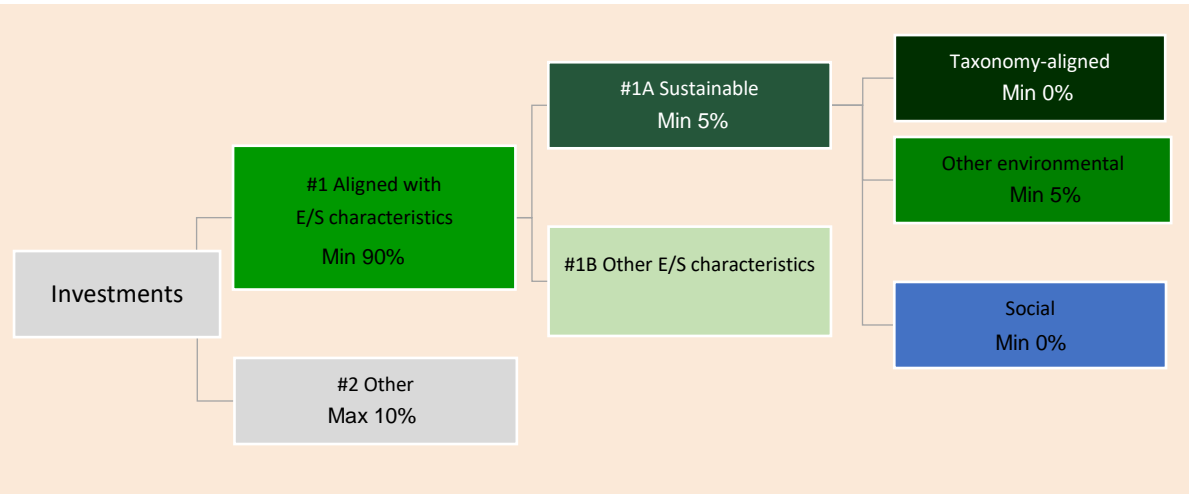 Investments
#1 Aligned with
E/S characteristics
Min 90%
#2 Other
Max 10%
#1A Sustainable
Min 5%
#1B Other E/S characteristics
Taxonomy-aligned
Min 0%
Other environmental
Min 5%
Social
Min 0%